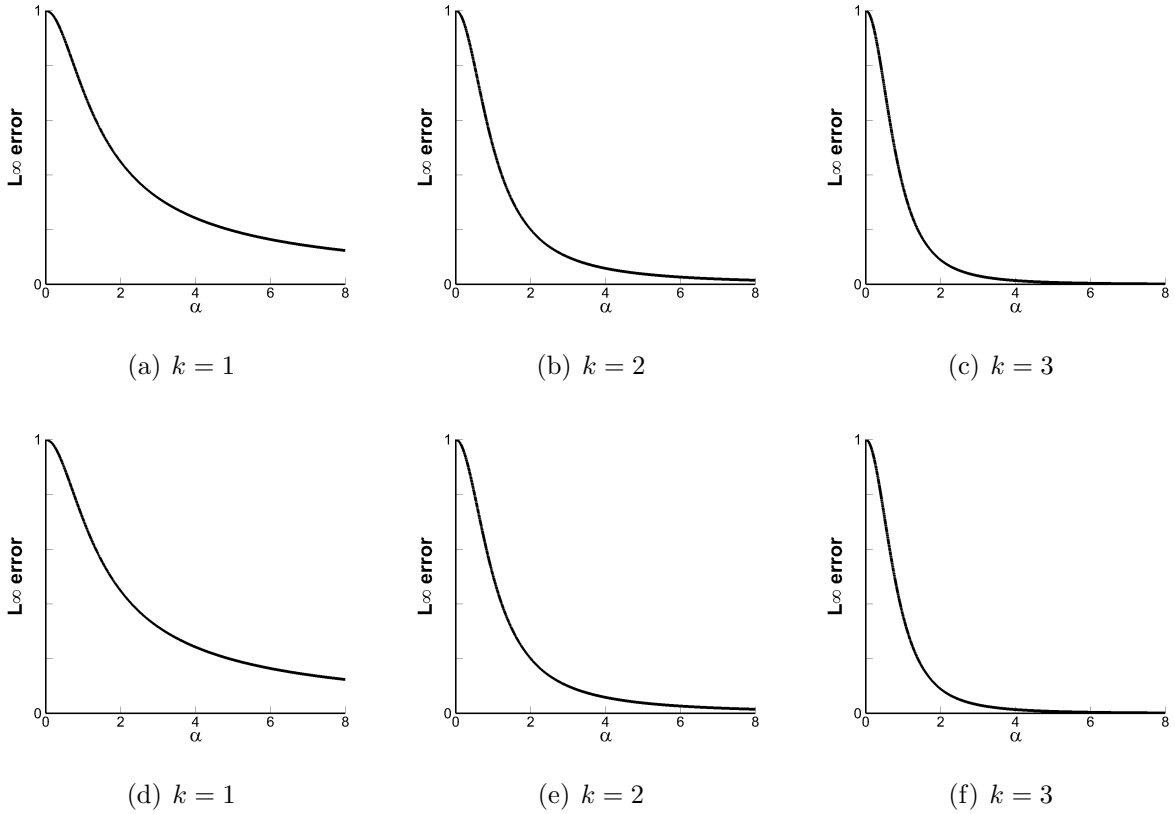 1 1 1
L∞ error L∞ error L∞ error
0 0 0
0 2 4 6 8 0 2 4 6 8 0 2 4 6 8
α α α
(a) k = 1 (b) k = 2 (c) k = 3
1 1 1
L∞ error L∞ error L∞ error
0 0 0
0 2 4 6 8 0 2 4 6 8 0 2 4 6 8
α α α
(d) k = 1 (e) k = 2 (f) k = 3